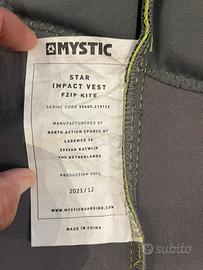 MYSTIC
STAR
IMPACT VEST
FZIP KITE
SERIAL CODE 35005.210122
MANUFACTURED BY
NORTH ACTION SPORTS BV
LAGEWEG 34
2222AG KATWIJK
THE NETHERLANDS
PRODUCTION DATE
2021/12
WWW.MYSTICBOARDING.COM
MADE IN CHINA
subito